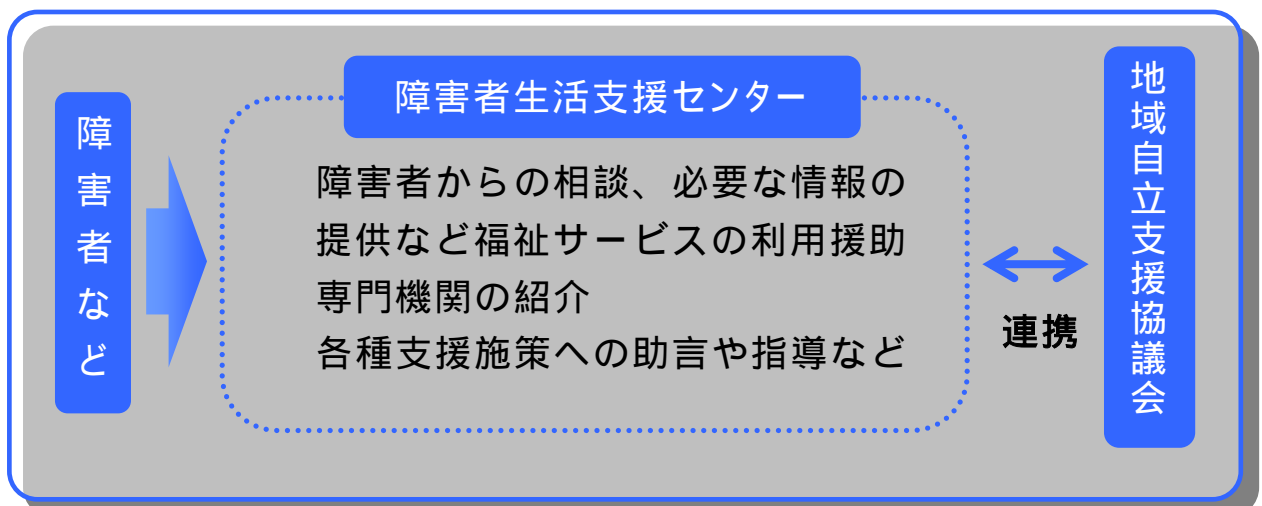 障害者など
障害者生活支援センター
障害者からの相談、必要な情報の
提供など福祉サービスの利用援助
専門機関の紹介
各種支援施策への助言や指導など
連携
地域自立支援協議会